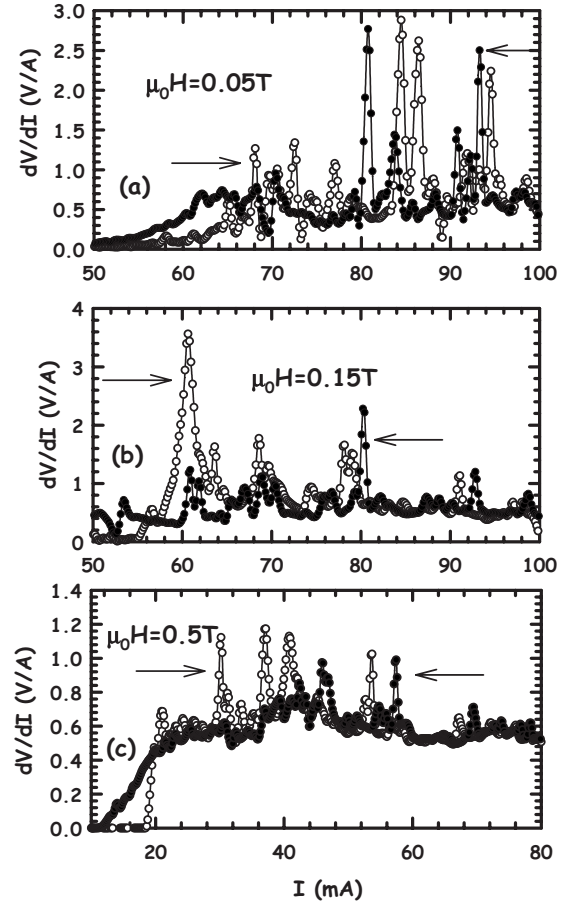 3.0
2.5
2.0
1.5
1.0
0.5
0.0
dV/dI (V/A)
μ₀H=0.05T
(a)
50 60 70 80 90 100
4
3
2
1
0
dV/dI (V/A)
μ₀H=0.15T
(b)
50 60 70 80 90 100
1.4
1.2
1.0
0.8
0.6
0.4
0.2
0.0
dV/dI (V/A)
μ₀H=0.5T
(c)
20 40 60 80
I (mA)